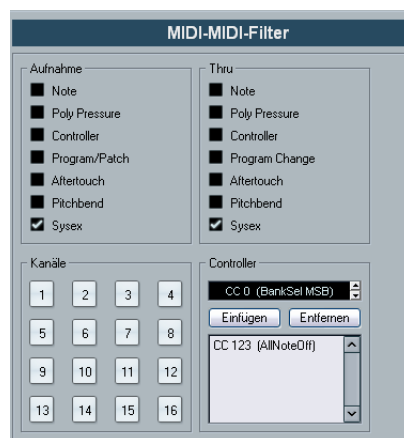 MIDI-MIDI-Filter
Aufnahme
Note
Poly Pressure
Controller
Program/Patch
Aftertouch
Pitchbend
Sysex
Thru
Note
Poly Pressure
Controller
Program Change
Aftertouch
Pitchbend
Sysex
Kanäle
1 2 3 4
5 6 7 8
9 10 11 12
13 14 15 16
Controller
CC 0 (BankSel MSB)
Einfügen Entfernen
CC 123 (AllNoteOff)